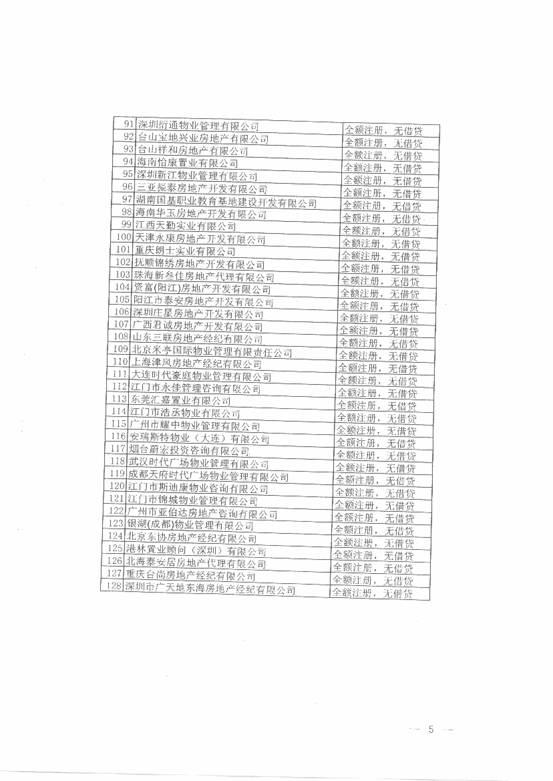 91 深圳衍通物业管理有限公司 全额注册，无借贷
92 台山宝地兴业房地产有限公司 全额注册，无借贷
93 台山祥和房地产有限公司 全额注册，无借贷
94 海南怡康置业有限公司 全额注册，无借贷
95 深圳新江物业管理有限公司 全额注册，无借贷
96 三亚振泰房地产开发有限公司 全额注册，无借贷
97 湖南国基职业教育基地建设开发有限公司 全额注册，无借贷
98 海南华玉房地产开发有限公司 全额注册，无借贷
99 江西天勤实业有限公司 全额注册，无借贷
100 天津永康房地产开发有限公司 全额注册，无借贷
101 重庆朗士实业有限公司 全额注册，无借贷
102 抚顺锦绣房地产开发有限公司 全额注册，无借贷
103 珠海新叁佳房地产代理有限公司 全额注册，无借贷
104 资富(阳江)房地产开发有限公司 全额注册，无借贷
105 阳江市泰安房地产开发有限公司 全额注册，无借贷
106 深圳庄星房地产开发有限公司 全额注册，无借贷
107 广西君诚房地产开发有限公司 全额注册，无借贷
108 山东三联房地产经纪有限公司 全额注册，无借贷
109 北京米亭国际物业管理有限责任公司 全额注册，无借贷
110 上海津风房地产经纪有限公司 全额注册，无借贷
111 大连时代豪庭物业管理有限公司 全额注册，无借贷
112 江门市永佳管理咨询有限公司 全额注册，无借贷
113 东莞汇嘉置业有限公司 全额注册，无借贷
114 江门市浩丞物业有限公司 全额注册，无借贷
115 广州市耀中物业管理有限公司 全额注册，无借贷
116 安瑞斯特物业（大连）有限公司 全额注册，无借贷
117 烟台蔚宏投资咨询有限公司 全额注册，无借贷
118 武汉时代广场物业管理有限公司 全额注册，无借贷
119 成都天府时代广场物业管理有限公司 全额注册，无借贷
120 江门市斯迪康物业咨询有限公司 全额注册，无借贷
121 江门市锦城物业管理有限公司 全额注册，无借贷
122 广州市亚伯达房地产咨询有限公司 全额注册，无借贷
123 银湖(成都)物业管理有限公司 全额注册，无借贷
124 北京东协房地产经纪有限公司 全额注册，无借贷
125 港林置业顾问（深圳）有限公司 全额注册，无借贷
126 北海泰安居房地产代理有限公司 全额注册，无借贷
127 重庆台尚房地产经纪有限公司 全额注册，无借贷
128 深圳市广天地东海房地产经纪有限公司 全额注册，无借贷
— 5 —